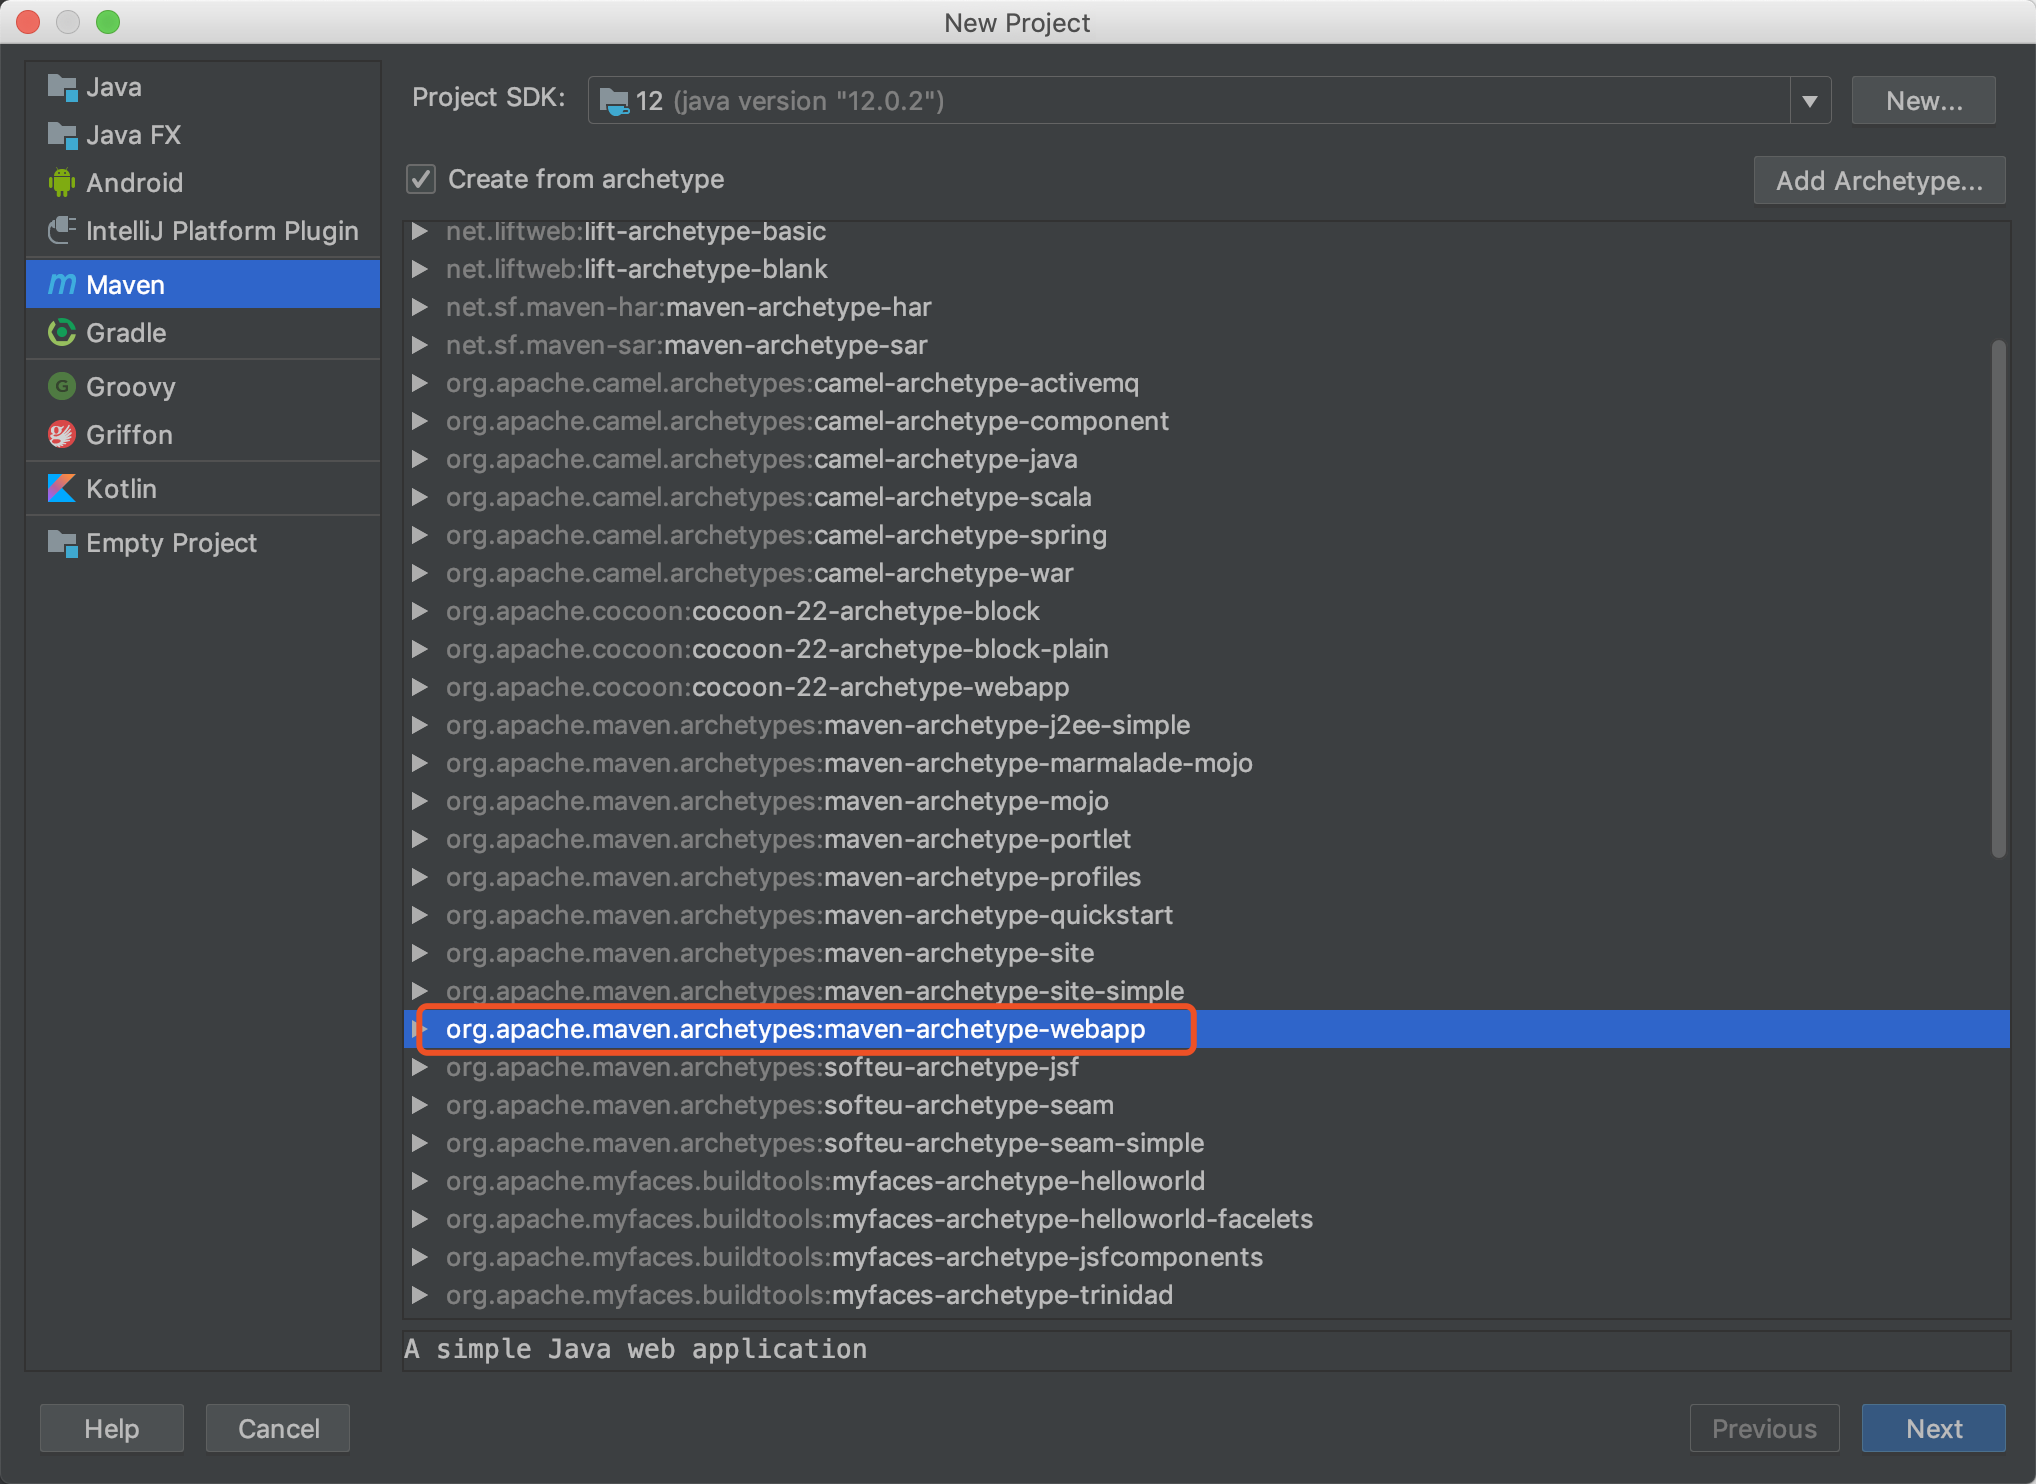 New Project
Java
Java FX
Android
IntelliJ Platform Plugin
Maven
Gradle
Groovy
Griffon
Kotlin
Empty Project
Project SDK: 12 (java version "12.0.2") New...
Create from archetype Add Archetype...
net.liftweb:lift-archetype-basic
net.liftweb:lift-archetype-blank
net.sf.maven-har:maven-archetype-har
net.sf.maven-sar:maven-archetype-sar
org.apache.camel.archetypes:camel-archetype-activemq
org.apache.camel.archetypes:camel-archetype-component
org.apache.camel.archetypes:camel-archetype-java
org.apache.camel.archetypes:camel-archetype-scala
org.apache.camel.archetypes:camel-archetype-spring
org.apache.camel.archetypes:camel-archetype-war
org.apache.cocoon:cocoon-22-archetype-block
org.apache.cocoon:cocoon-22-archetype-block-plain
org.apache.cocoon:cocoon-22-archetype-webapp
org.apache.maven.archetypes:maven-archetype-j2ee-simple
org.apache.maven.archetypes:maven-archetype-marmalade-mojo
org.apache.maven.archetypes:maven-archetype-mojo
org.apache.maven.archetypes:maven-archetype-portlet
org.apache.maven.archetypes:maven-archetype-profiles
org.apache.maven.archetypes:maven-archetype-quickstart
org.apache.maven.archetypes:maven-archetype-site
org.apache.maven.archetypes:maven-archetype-site-simple
org.apache.maven.archetypes:maven-archetype-webapp
org.apache.maven.archetypes:softeu-archetype-jsf
org.apache.maven.archetypes:softeu-archetype-seam
org.apache.maven.archetypes:softeu-archetype-seam-simple
org.apache.myfaces.buildtools:myfaces-archetype-helloworld
org.apache.myfaces.buildtools:myfaces-archetype-helloworld-facelets
org.apache.myfaces.buildtools:myfaces-archetype-jsfcomponents
org.apache.myfaces.buildtools:myfaces-archetype-trinidad
A simple Java web application
Help Cancel Previous Next